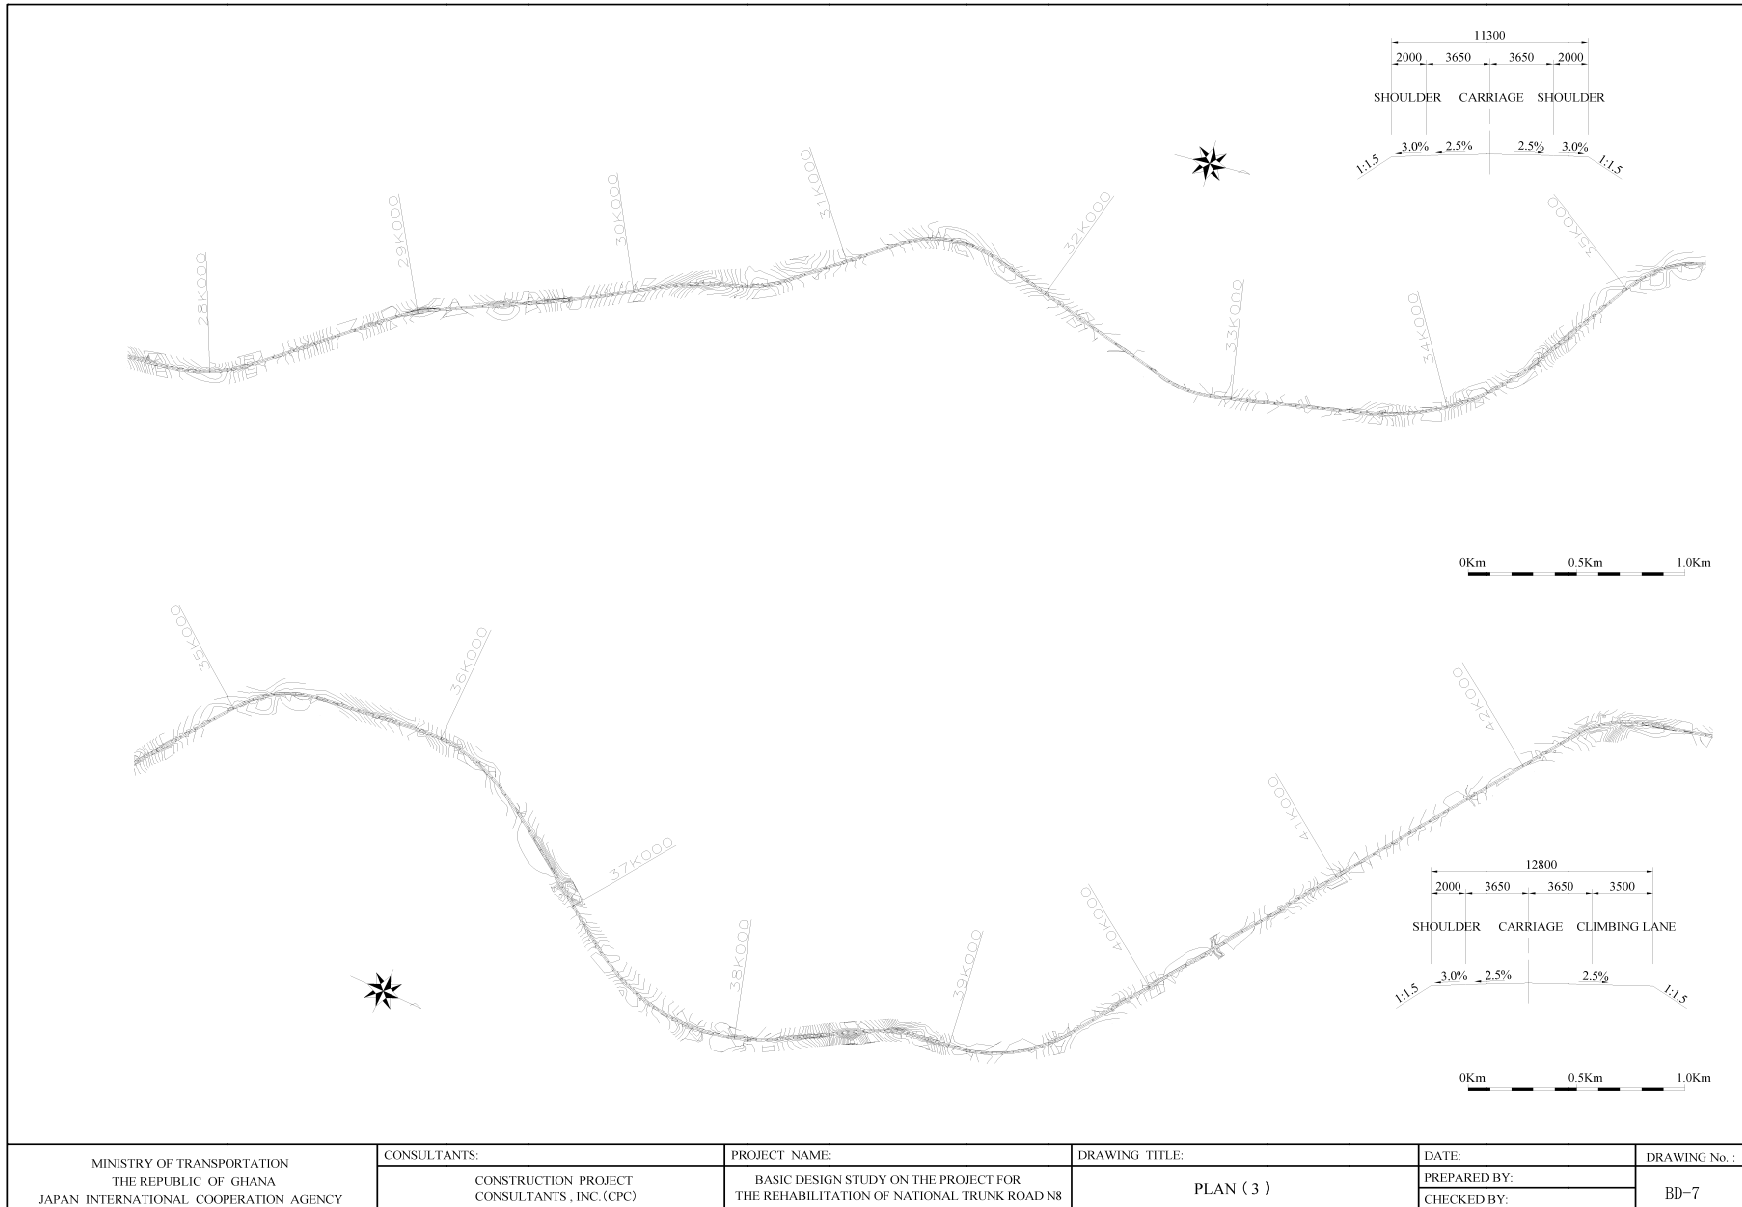 11300
2000 3650 3650 2000
SHOULDER CARRIAGE SHOULDER
1:1.5 3.0% 2.5% 2.5% 3.0% 1:1.5
28K000
29K000
30K000
31K000
32K000
33K000
34K000
35K000
0Km 0.5Km 1.0Km
35K000
36K000
37K000
38K000
39K000
40K000
41K000
42K000
12800
2000 3650 3650 3500
SHOULDER CARRIAGE CLIMBING LANE
1:1.5 3.0% 2.5% 2.5% 1:1.5
0Km 0.5Km 1.0Km
MINISTRY OF TRANSPORTATION
THE REPUBLIC OF GHANA
JAPAN INTERNATIONAL COOPERATION AGENCY
CONSULTANTS:
CONSTRUCTION PROJECT
CONSULTANTS, INC.(CPC)
PROJECT NAME:
BASIC DESIGN STUDY ON THE PROJECT FOR
THE REHABILITATION OF NATIONAL TRUNK ROAD N8
DRAWING TITLE:
PLAN ( 3 )
DATE:
PREPARED BY:
CHECKED BY:
DRAWING No. :
BD-7